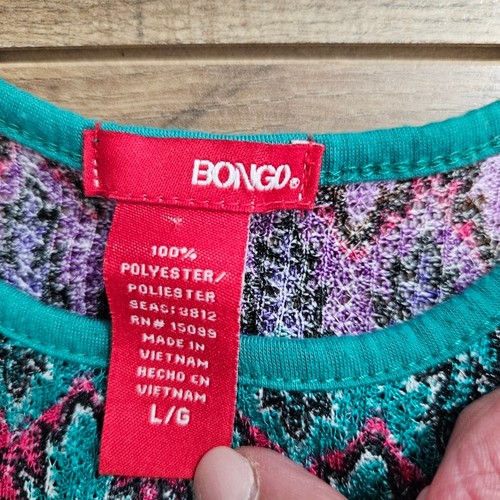 BONGO®
100%
POLYESTER/
POLIESTER
SEAC: 3812
RN# 15099
MADE IN
VIETNAM
HECHO EN
VIETNAM
L/G